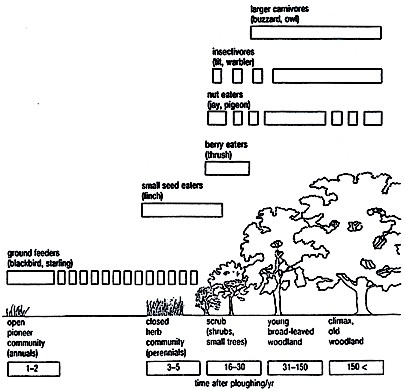 larger carnivores
(buzzard, owl)
insectivores
(tit, warbler)
nut eaters
(jay, pigeon)
berry eaters
(thrush)
small seed eaters
(finch)
ground feeders
(blackbird, starling)
open
pioneer
community
(annuals)
closed
herb
community
(perennials)
scrub
(shrubs,
small trees)
young
broad-leaved
woodland
climax,
old
woodland
1–2
3–5
16–30
31–150
150 <
time after ploughing/yr